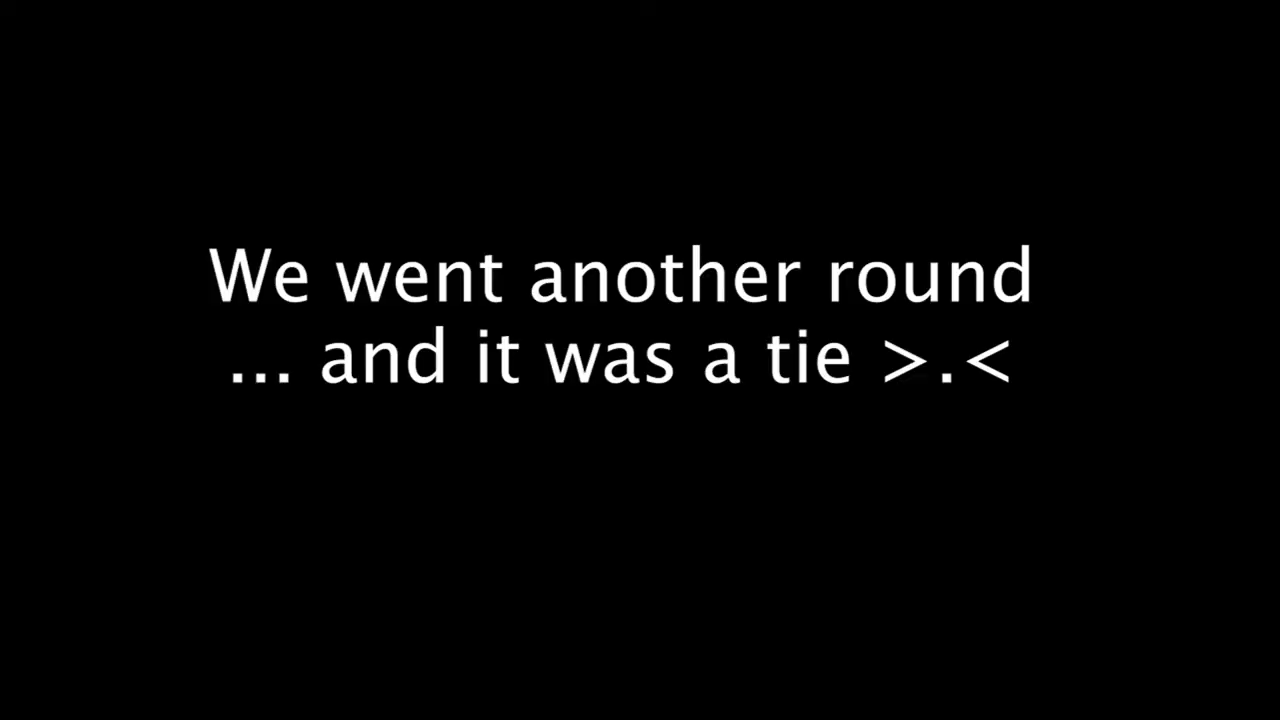 We went another round
... and it was a tie >.<